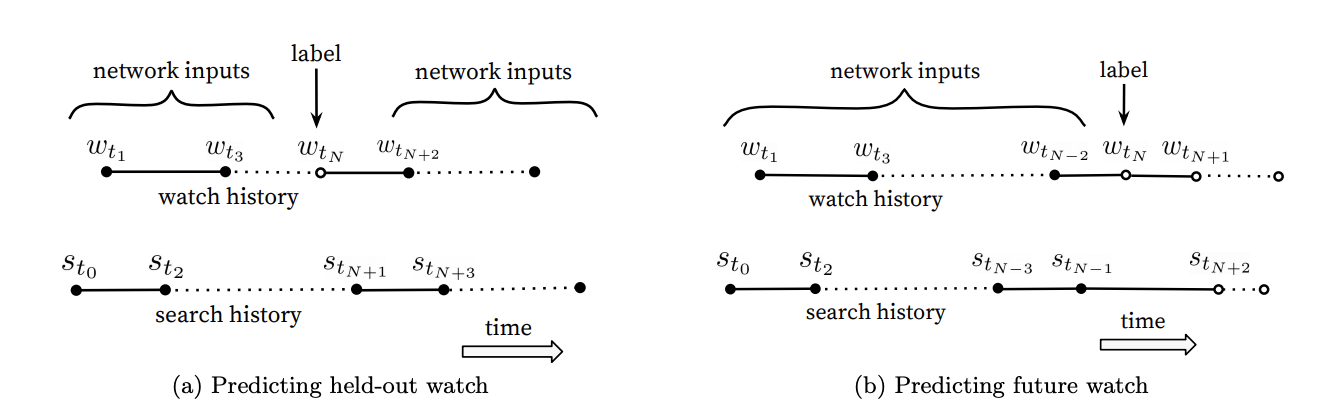 label
network inputs
network inputs
w_{t_1} w_{t_3} w_{t_N} w_{t_{N+2}}
watch history
s_{t_0} s_{t_2} s_{t_{N+1}} s_{t_{N+3}}
search history
time
(a) Predicting held-out watch
network inputs
label
w_{t_1} w_{t_3} w_{t_{N-2}} w_{t_N} w_{t_{N+1}}
watch history
s_{t_0} s_{t_2} s_{t_{N-3}} s_{t_{N-1}} s_{t_{N+2}}
search history
time
(b) Predicting future watch